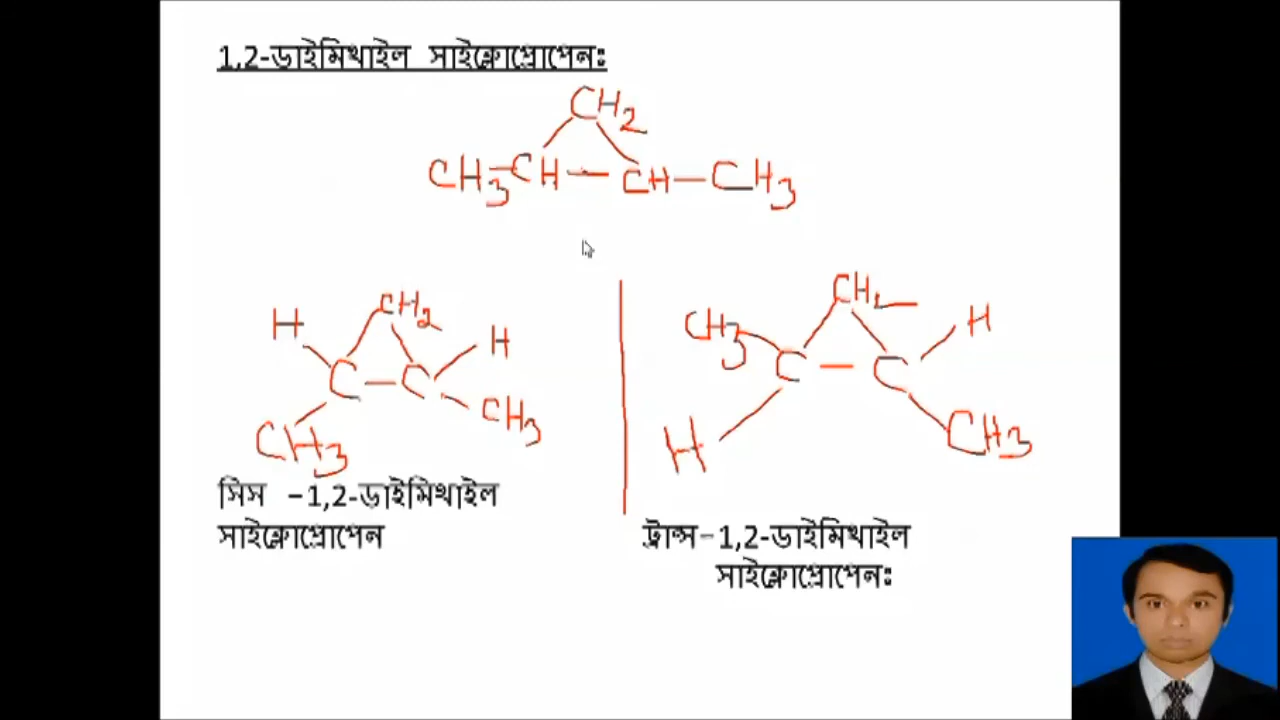 1,2-ডাইমিথাইল সাইক্লোপ্রোপেনঃ
CH2
CH3-CH-CH-CH3
CH2
H H
C-C
CH3 CH3
CH2
CH3 H
C-C
H CH3
সিস -1,2-ডাইমিথাইল
সাইক্লোপ্রোপেন
ট্রান্স-1,2-ডাইমিথাইল
সাইক্লোপ্রোপেনঃ